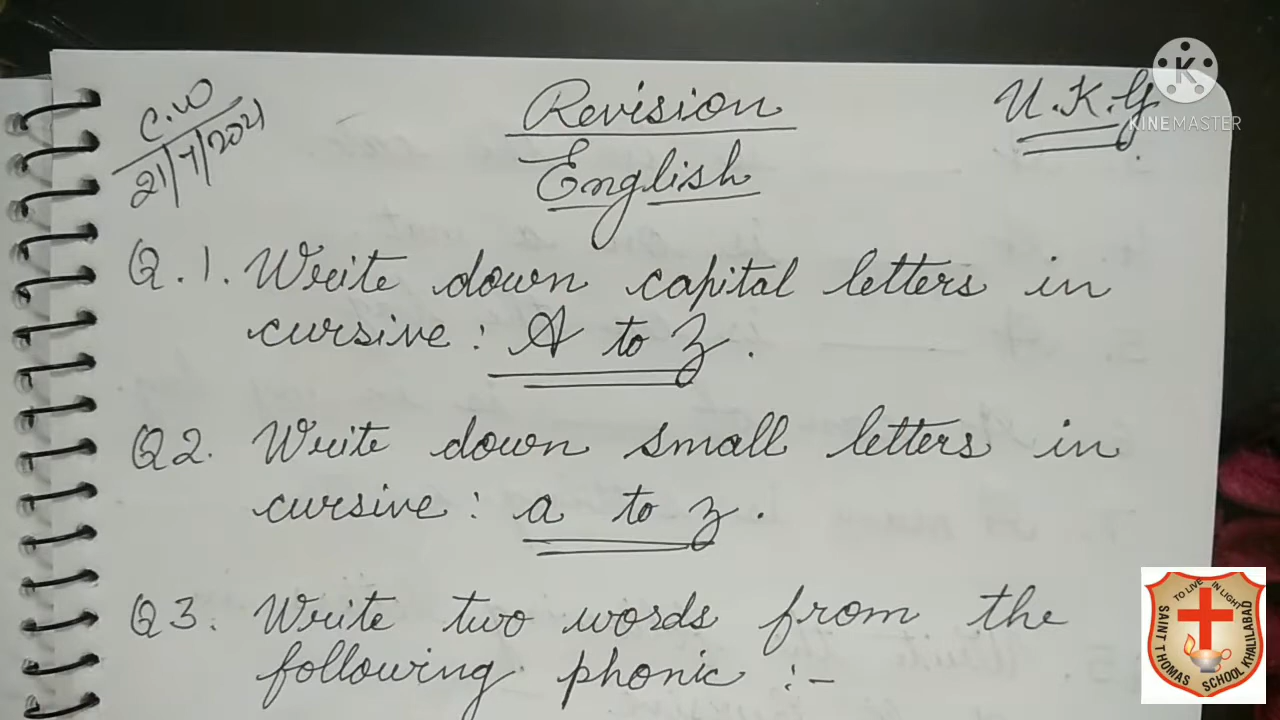 C.W
21/7/2021
Revision
English
U.K.G
Q.1. Write down capital letters in
cursive : A to Z.
Q2. Write down small letters in
cursive : a to z.
Q3. Write two words from the
following phonic :-
K
KINEMASTER
TO LIVE IN LIGHT
SAINT THOMAS SCHOOL KHALILABAD